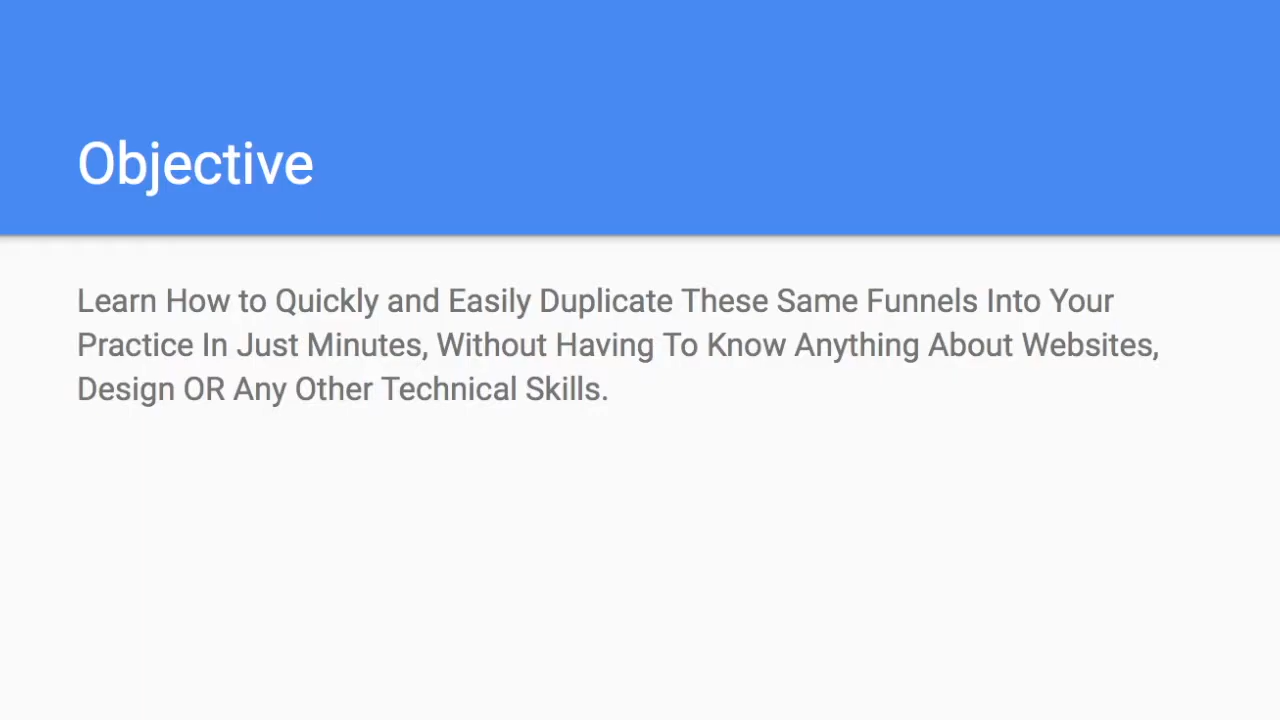 Objective
Learn How to Quickly and Easily Duplicate These Same Funnels Into Your
Practice In Just Minutes, Without Having To Know Anything About Websites,
Design OR Any Other Technical Skills.